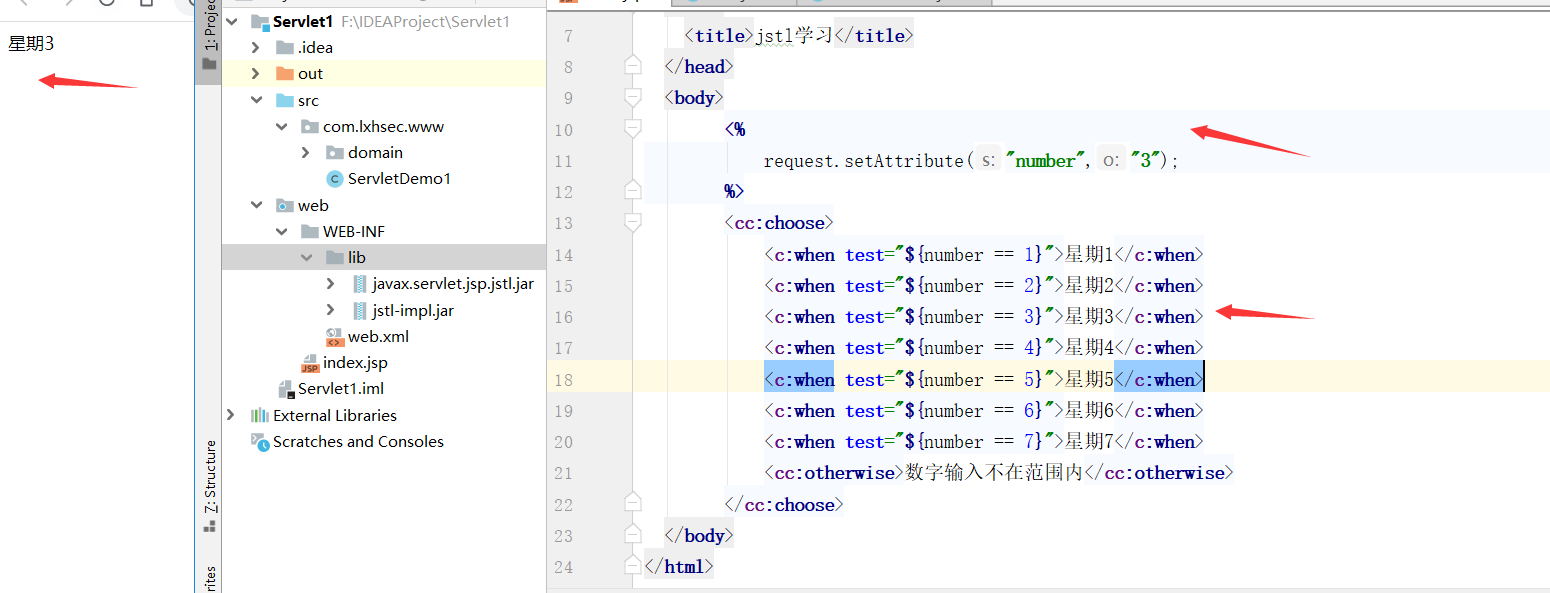 星期3
1: Project
Servlet1 F:\IDEAProject\Servlet1
.idea
out
src
com.lxhsec.www
domain
ServletDemo1
web
WEB-INF
lib
javax.servlet.jsp.jstl.jar
jstl-impl.jar
web.xml
index.jsp
Servlet1.iml
External Libraries
Scratches and Consoles
Z: Structure
7 <title>jstl学习</title>
8 </head>
9 <body>
10 <%
11 request.setAttribute( s: "number", o: "3");
12 %>
13 <cc:choose>
14 <c:when test="${number == 1}">星期1</c:when>
15 <c:when test="${number == 2}">星期2</c:when>
16 <c:when test="${number == 3}">星期3</c:when>
17 <c:when test="${number == 4}">星期4</c:when>
18 <c:when test="${number == 5}">星期5</c:when>
19 <c:when test="${number == 6}">星期6</c:when>
20 <c:when test="${number == 7}">星期7</c:when>
21 <cc:otherwise>数字输入不在范围内</cc:otherwise>
22 </cc:choose>
23 </body>
24 </html>